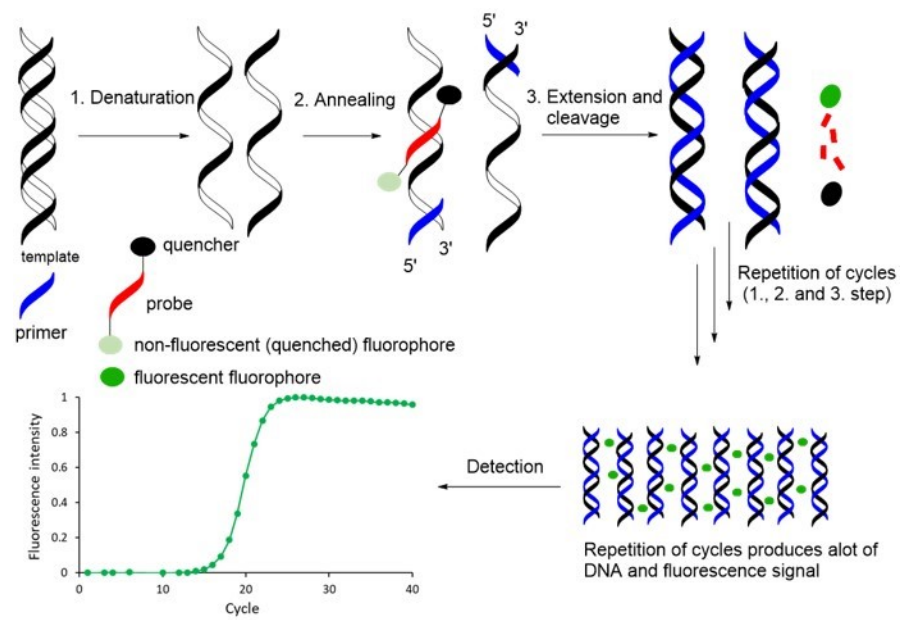 5'
3'
1. Denaturation
2. Annealing
3. Extension and
cleavage
template
quencher
3'
5'
primer
probe
Repetition of cycles
(1., 2. and 3. step)
non-fluorescent (quenched) fluorophore
fluorescent fluorophore
Fluorescence intensity
1
0.8
0.6
0.4
0.2
0
0
10
20
30
40
Cycle
Detection
Repetition of cycles produces alot of
DNA and fluorescence signal